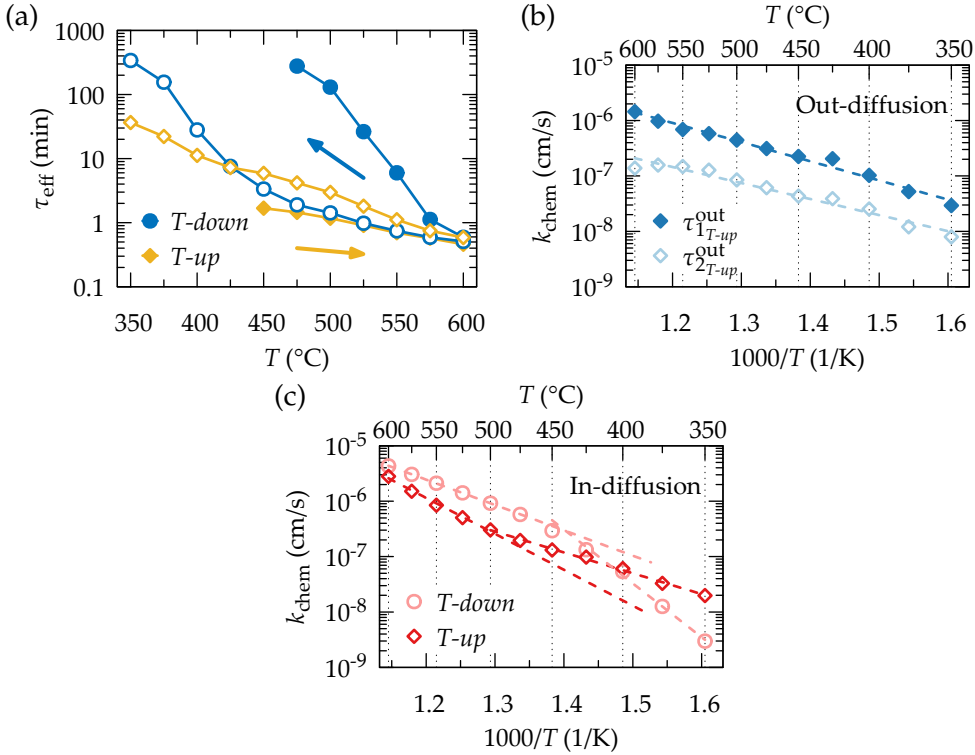 (a)
1000
100
10
1
0.1
τeff (min)
T-down
T-up
350 400 450 500 550 600
T (°C)
(b)
T (°C)
600 550 500 450 400 350
10-5
10-6
10-7
10-8
10-9
kchem (cm/s)
Out-diffusion
τ1T-upout
τ2T-upout
1.2 1.3 1.4 1.5 1.6
1000/T (1/K)
(c)
T (°C)
600 550 500 450 400 350
10-5
10-6
10-7
10-8
10-9
kchem (cm/s)
In-diffusion
T-down
T-up
1.2 1.3 1.4 1.5 1.6
1000/T (1/K)